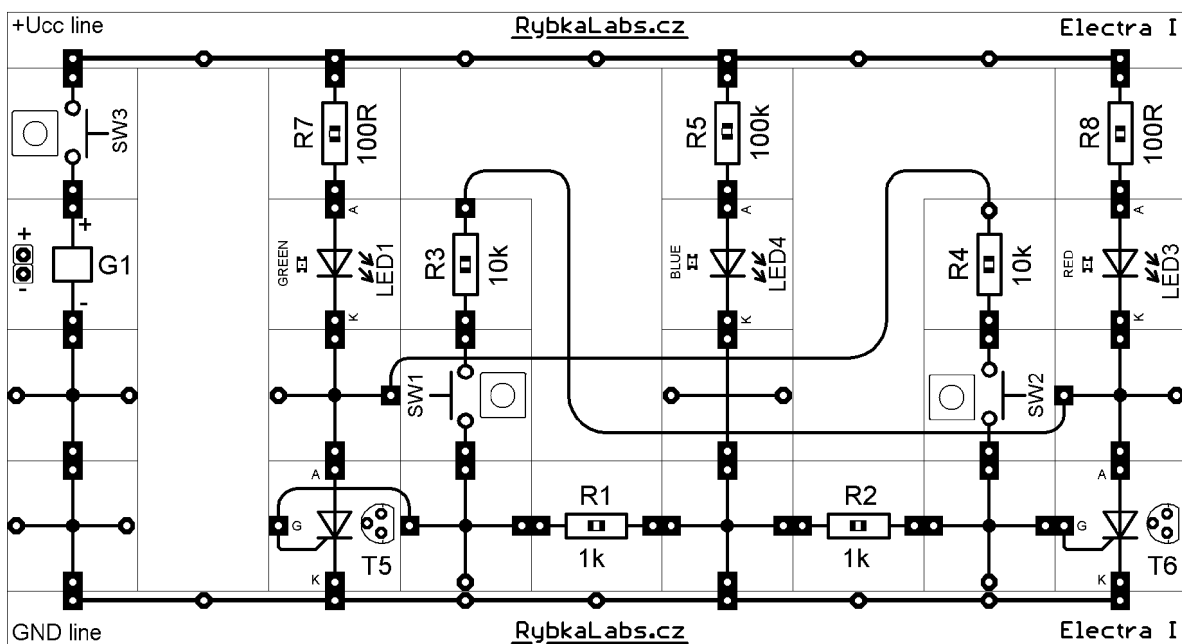 +Ucc line RybkaLabs.cz Electra I
SW3
R7 100R
R5 100k
R8 100R
+
-
+
-
G1
GREEN
A
LED1
K
R3 10k
BLUE
A
LED4
K
R4 10k
RED
A
LED3
K
SW1
SW2
A
G
T5
K
R1
1k
R2
1k
A
G
T6
K
GND line RybkaLabs.cz Electra I